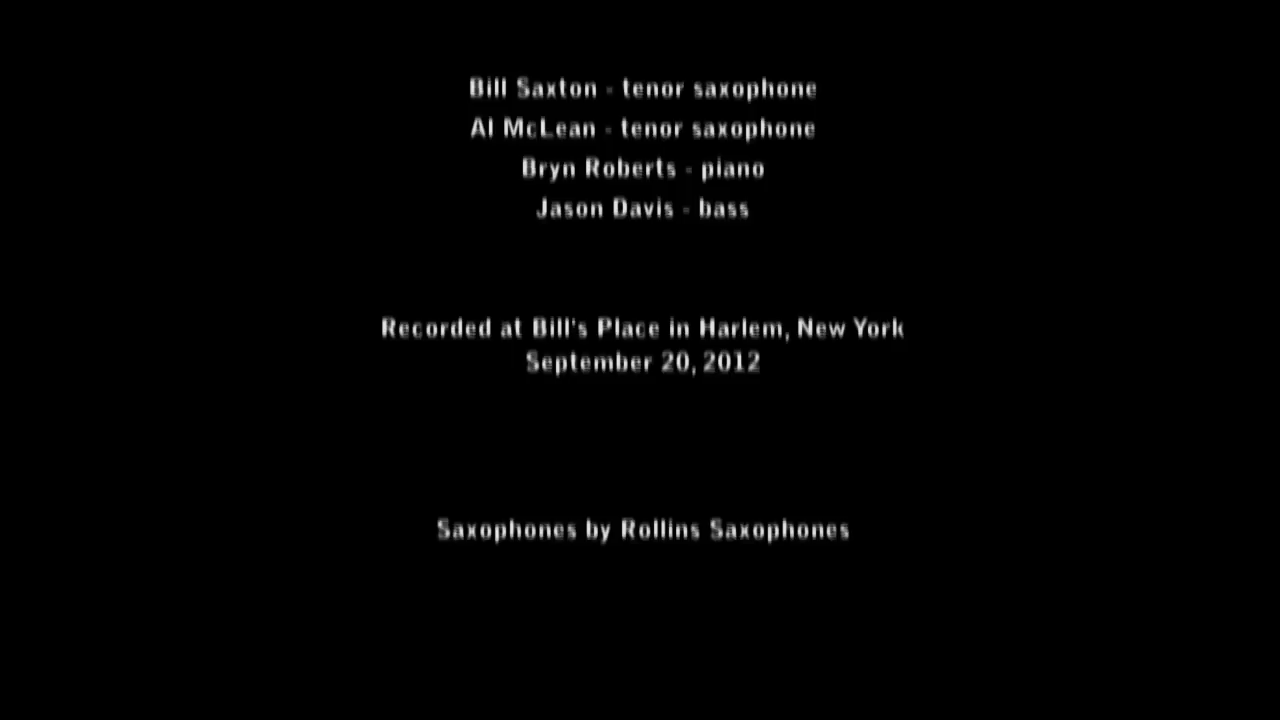 Bill Saxton - tenor saxophone
Al McLean - tenor saxophone
Bryn Roberts - piano
Jason Davis - bass
Recorded at Bill's Place in Harlem, New York
September 20, 2012
Saxophones by Rollins Saxophones